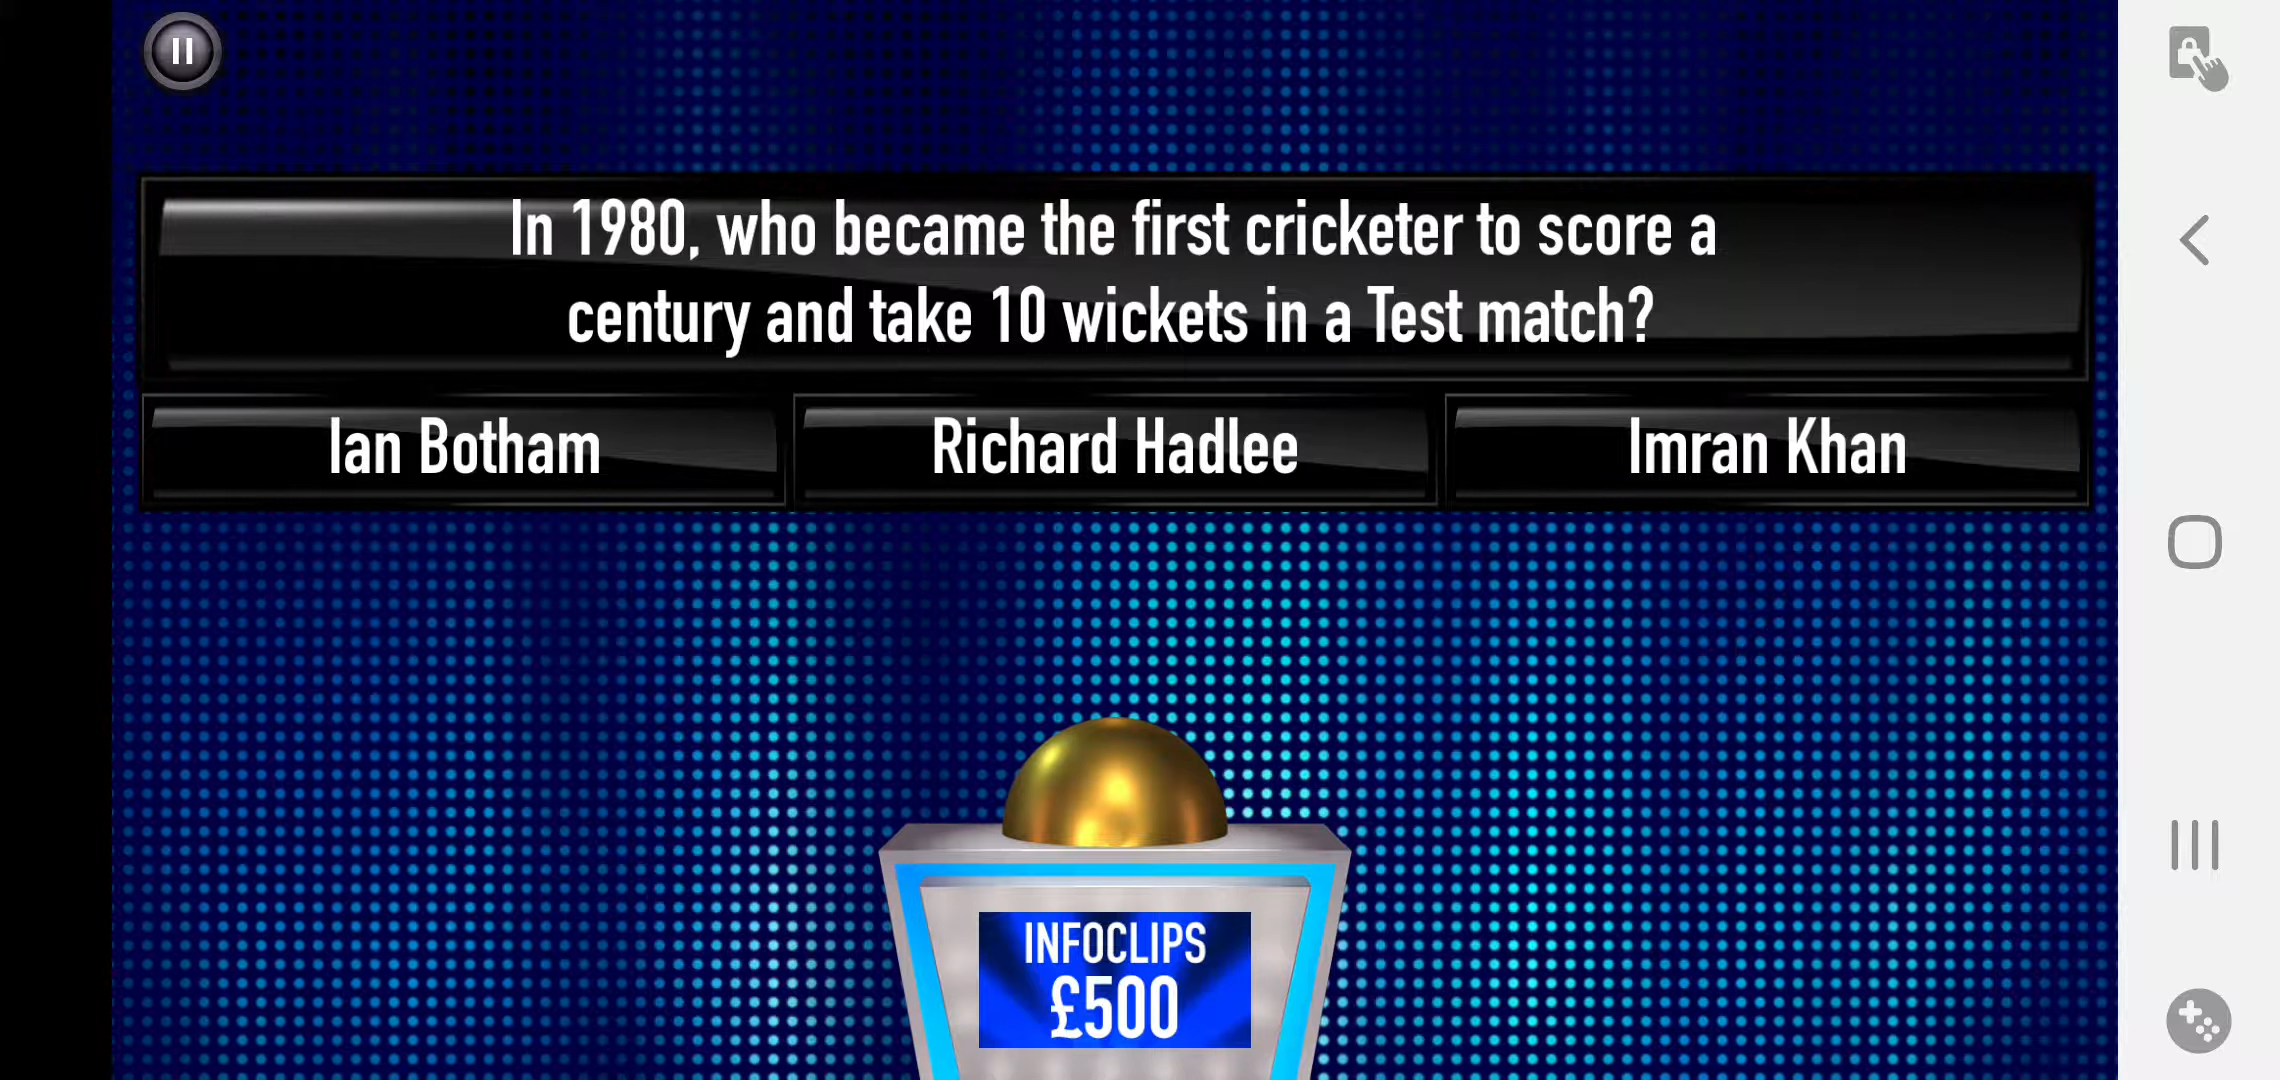 In 1980, who became the first cricketer to score a
century and take 10 wickets in a Test match?
Ian Botham
Richard Hadlee
Imran Khan
INFOCLIPS
£500